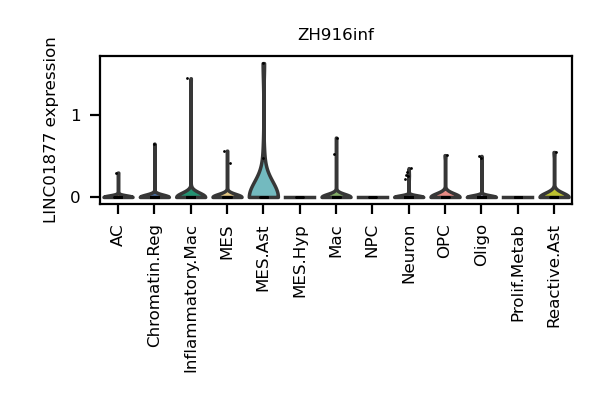 ZH916inf
LINC01877 expression
1
0
AC
Chromatin.Reg
Inflammatory.Mac
MES
MES.Ast
MES.Hyp
Mac
NPC
Neuron
OPC
Oligo
Prolif.Metab
Reactive.Ast